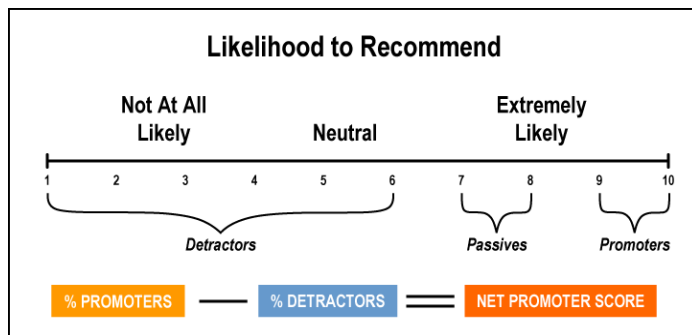 Likelihood to Recommend
Not At All
Likely
Neutral
Extremely
Likely
1 2 3 4 5 6 7 8 9 10
Detractors Passives Promoters
% PROMOTERS — % DETRACTORS = NET PROMOTER SCORE